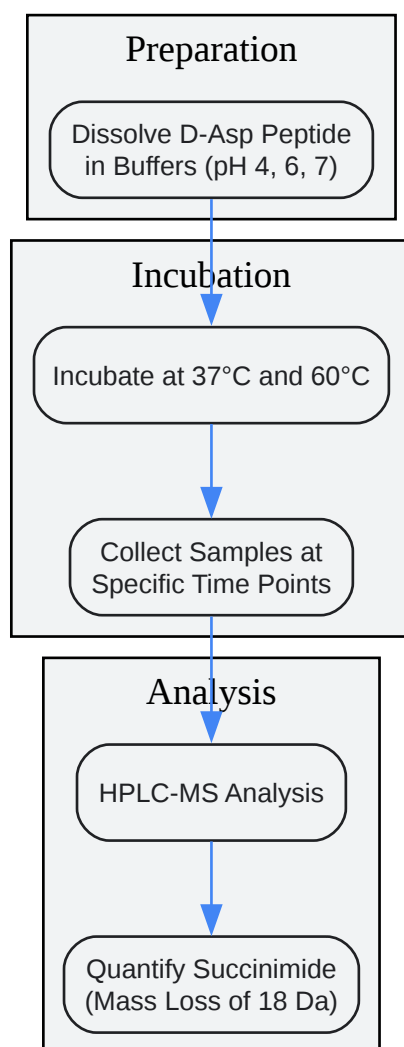 Preparation
Dissolve D-Asp Peptide
in Buffers (pH 4, 6, 7)
Incubation
Incubate at 37°C and 60°C
Collect Samples at
Specific Time Points
Analysis
HPLC-MS Analysis
Quantify Succinimide
(Mass Loss of 18 Da)